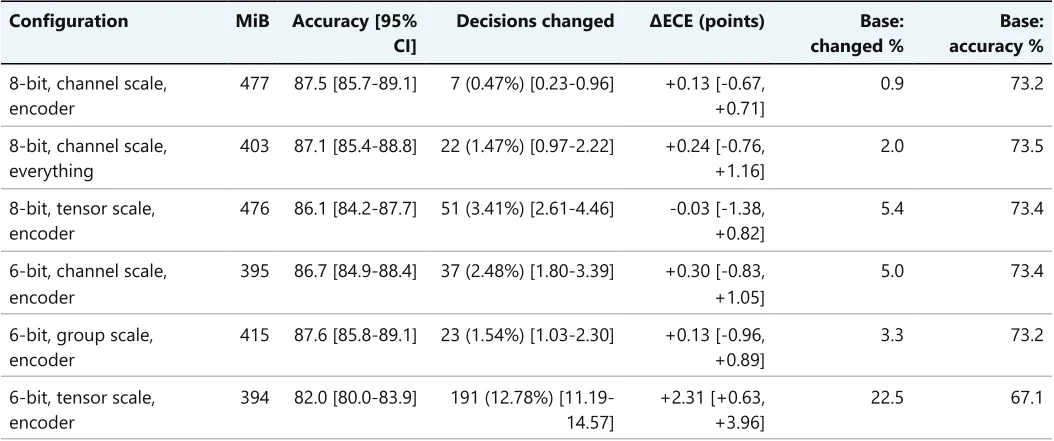 Configuration MiB Accuracy [95% CI] Decisions changed ΔECE (points) Base: changed % Base: accuracy %
8-bit, channel scale, encoder 477 87.5 [85.7-89.1] 7 (0.47%) [0.23-0.96] +0.13 [-0.67, +0.71] 0.9 73.2
8-bit, channel scale, everything 403 87.1 [85.4-88.8] 22 (1.47%) [0.97-2.22] +0.24 [-0.76, +1.16] 2.0 73.5
8-bit, tensor scale, encoder 476 86.1 [84.2-87.7] 51 (3.41%) [2.61-4.46] -0.03 [-1.38, +0.82] 5.4 73.4
6-bit, channel scale, encoder 395 86.7 [84.9-88.4] 37 (2.48%) [1.80-3.39] +0.30 [-0.83, +1.05] 5.0 73.4
6-bit, group scale, encoder 415 87.6 [85.8-89.1] 23 (1.54%) [1.03-2.30] +0.13 [-0.96, +0.89] 3.3 73.2
6-bit, tensor scale, encoder 394 82.0 [80.0-83.9] 191 (12.78%) [11.19-14.57] +2.31 [+0.63, +3.96] 22.5 67.1